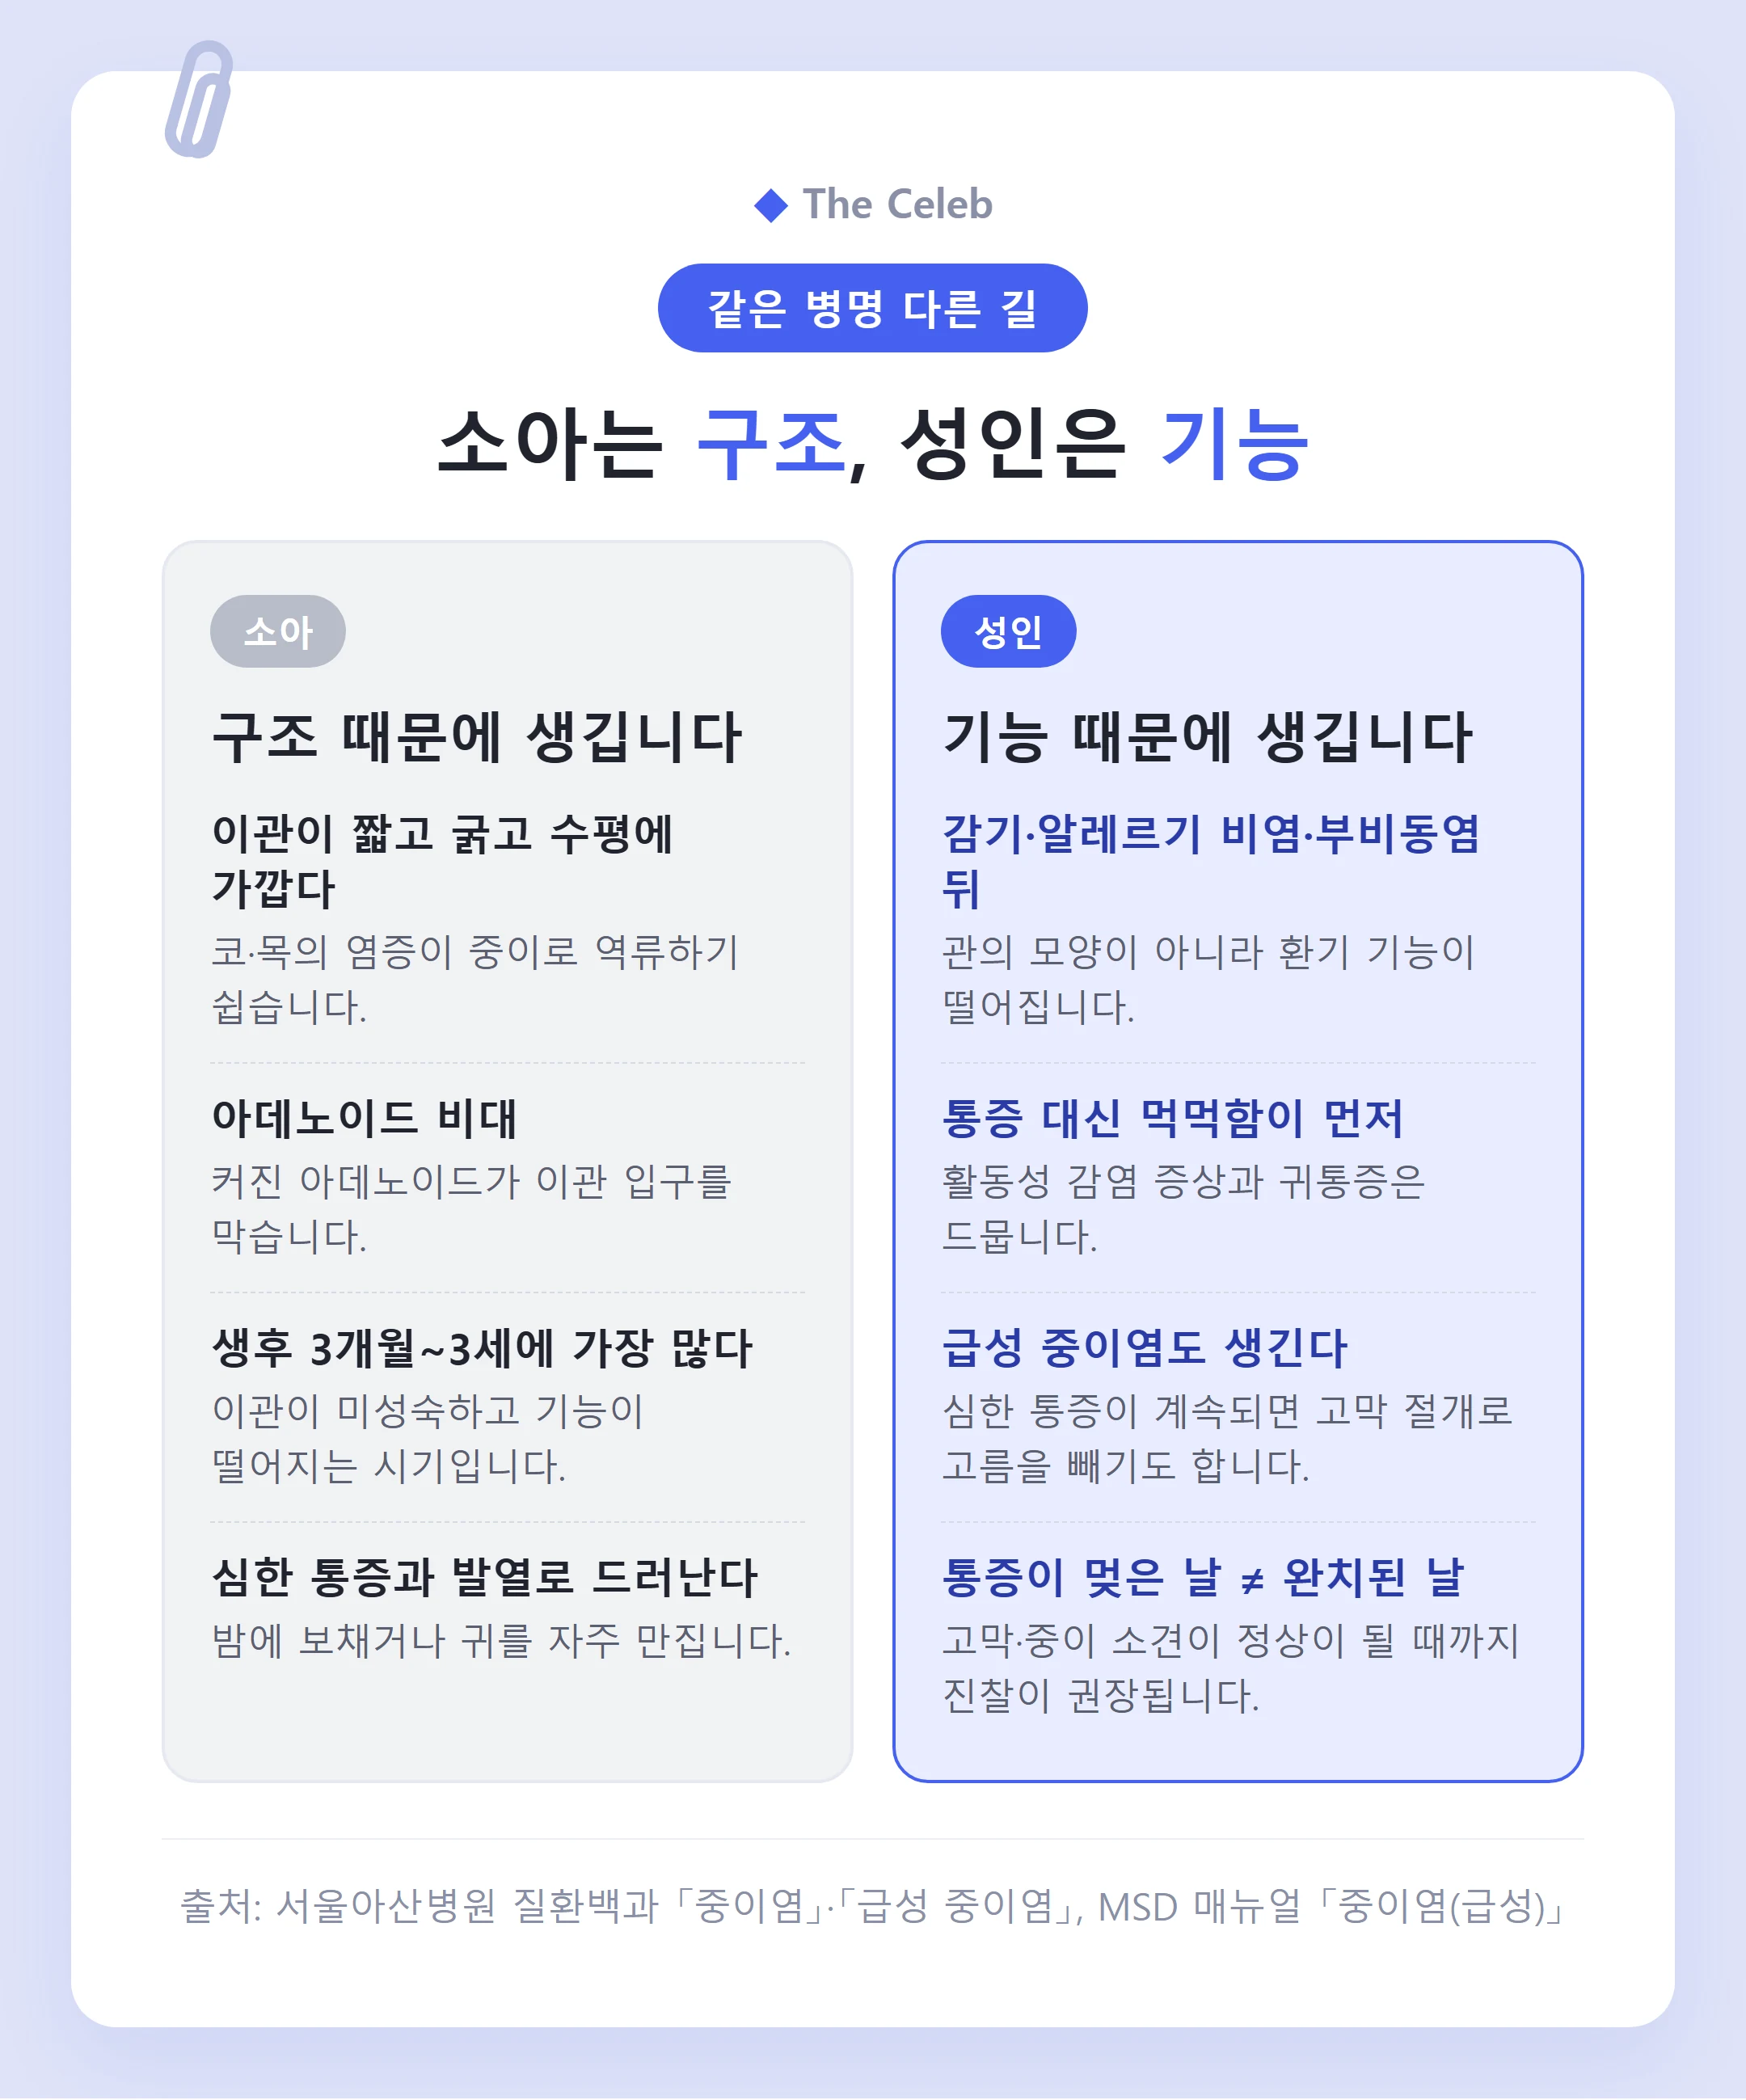 The Celeb
같은 병명 다른 길
소아는 구조, 성인은 기능
소아
구조 때문에 생깁니다
이관이 짧고 굵고 수평에
가깝다
코·목의 염증이 중이로 역류하기
쉽습니다.
아데노이드 비대
커진 아데노이드가 이관 입구를
막습니다.
생후 3개월~3세에 가장 많다
이관이 미성숙하고 기능이
떨어지는 시기입니다.
심한 통증과 발열로 드러난다
밤에 보채거나 귀를 자주 만집니다.
성인
기능 때문에 생깁니다
감기·알레르기 비염·부비동염
뒤
관의 모양이 아니라 환기 기능이
떨어집니다.
통증 대신 먹먹함이 먼저
활동성 감염 증상과 귀통증은
드뭅니다.
급성 중이염도 생긴다
심한 통증이 계속되면 고막 절개로
고름을 빼기도 합니다.
통증이 멎은 날 ≠ 완치된 날
고막·중이 소견이 정상이 될 때까지
진찰이 권장됩니다.
출처: 서울아산병원 질환백과「중이염」·「급성 중이염」, MSD 매뉴얼「중이염(급성)」